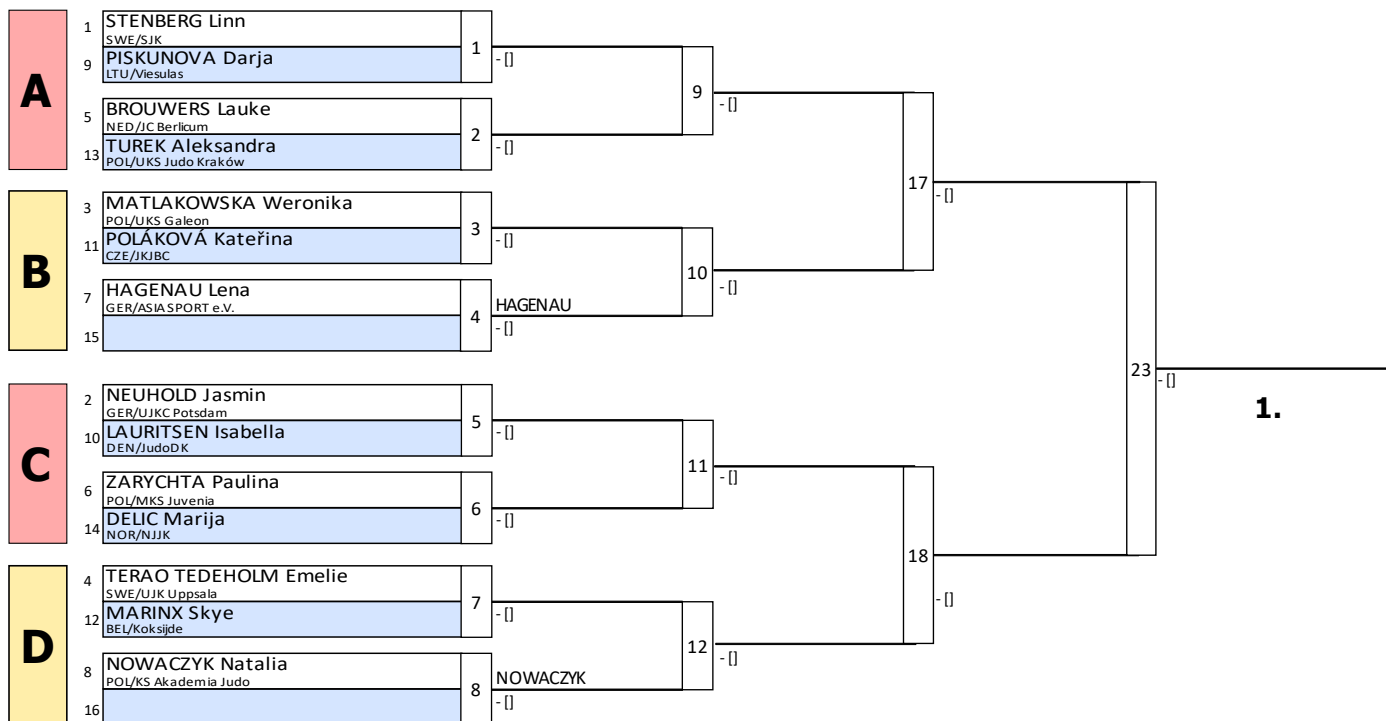 A
1 STENBERG Linn
SWE/SJK
9 PISKUNOVA Darja
LTU/Viesulas
1
- []
5 BROUWERS Lauke
NED/JC Berlicum
13 TUREK Aleksandra
POL/UKS Judo Kraków
2
- []
9
- []
B
3 MATLAKOWSKA Weronika
POL/UKS Galeon
11 POLÁKOVÁ Kateřina
CZE/JKJBC
3
- []
7 HAGENAU Lena
GER/ASIA SPORT e.V.
15
4
HAGENAU
- []
10
- []
17
- []
C
2 NEUHOLD Jasmin
GER/UJKC Potsdam
10 LAURITSEN Isabella
DEN/JudoDK
5
- []
6 ZARYCHTA Paulina
POL/MKS Juvenia
14 DELIC Marija
NOR/NJJK
6
- []
11
- []
D
4 TERAO TEDEHOLM Emelie
SWE/UJK Uppsala
12 MARINX Skye
BEL/Koksijde
7
- []
8 NOWACZYK Natalia
POL/KS Akademia Judo
16
8
NOWACZYK
- []
12
- []
18
- []
23
- []
1.